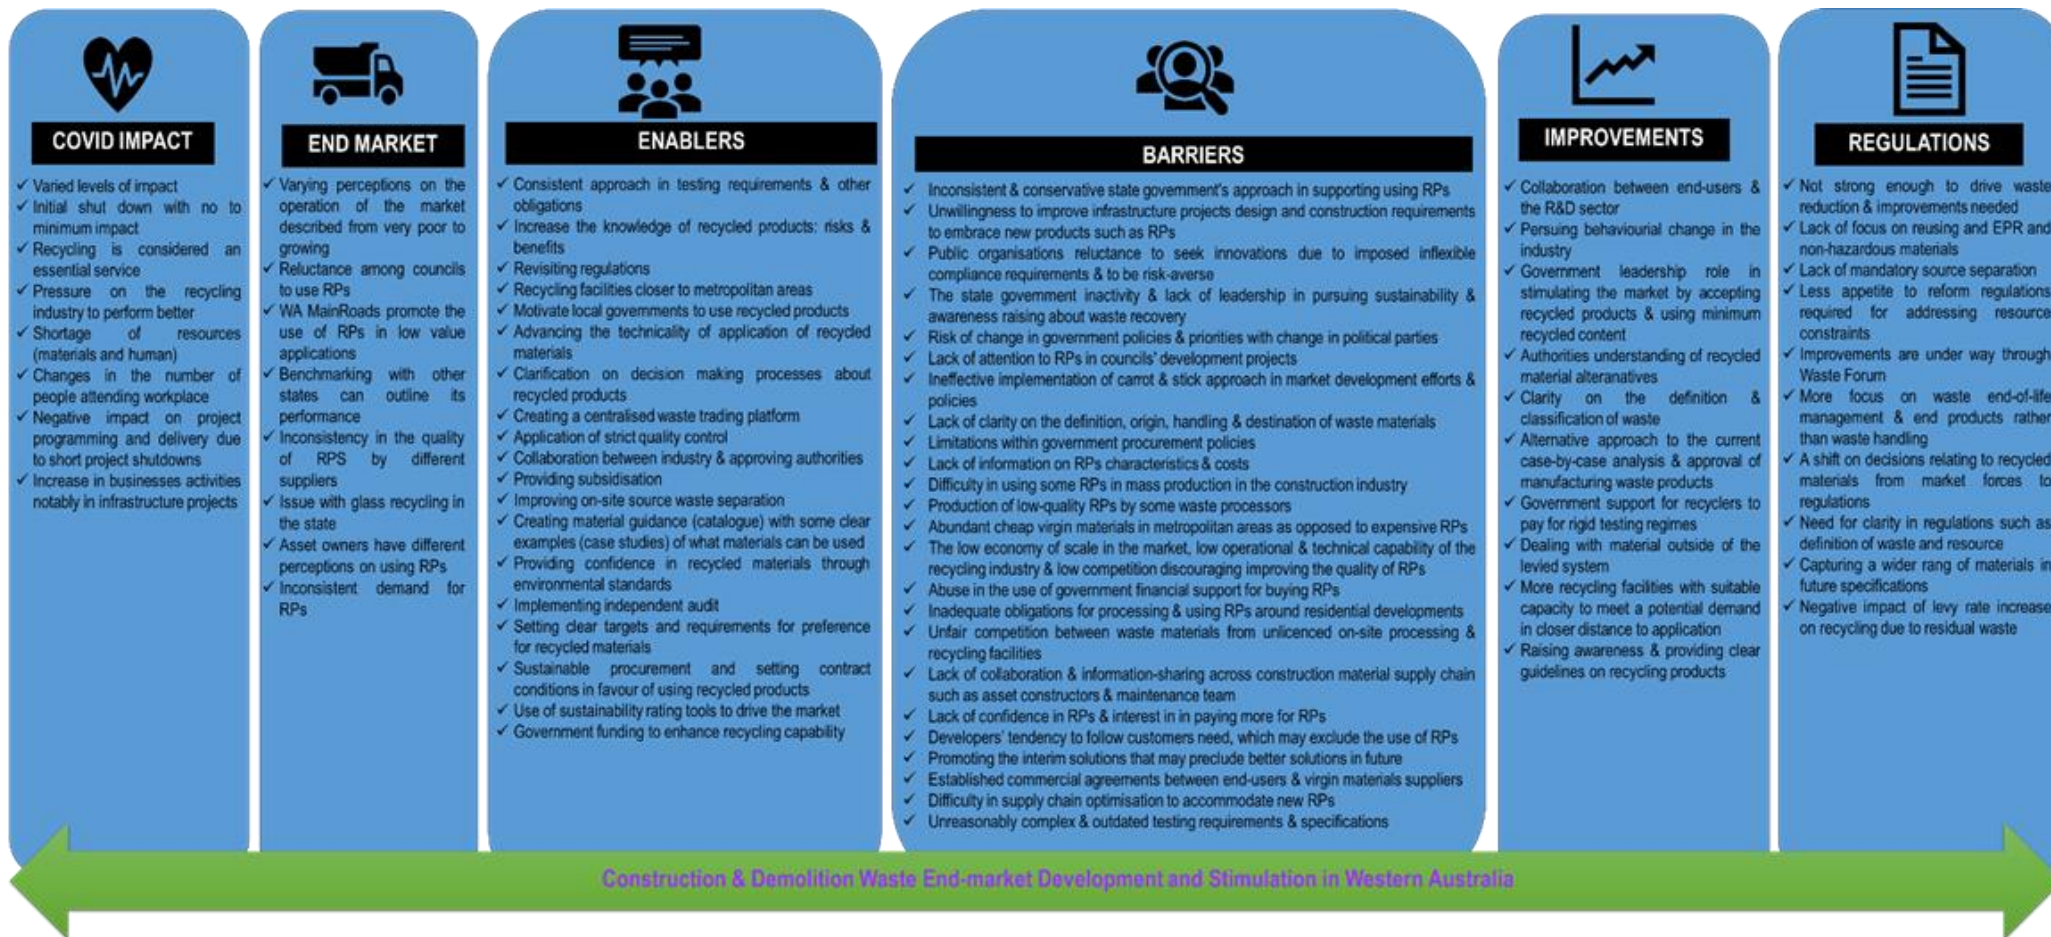 COVID IMPACT
✓ Varied levels of impact
✓ Initial shut down with no to
minimum impact
✓ Recycling is considered an
essential service
✓ Pressure on the recycling
industry to perform better
✓ Shortage of resources
(materials and human)
✓ Changes in the number of
people attending workplace
✓ Negative impact on project
programming and delivery due
to short project shutdowns
✓ Increase in businesses activities
notably in infrastructure projects
END MARKET
✓ Varying perceptions on the
operation of the market
described from very poor to
growing
✓ Reluctance among councils
to use RPs
✓ WA MainRoads promote the
use of RPs in low value
applications
✓ Benchmarking with other
states can outline its
performance
✓ Inconsistency in the quality
of RPS by different
suppliers
✓ Issue with glass recycling in
the state
✓ Asset owners have different
perceptions on using RPs
✓ Inconsistent demand for
RPs
ENABLERS
✓ Consistent approach in testing requirements & other
obligations
✓ Increase the knowledge of recycled products: risks &
benefits
✓ Revisiting regulations
✓ Recycling facilities closer to metropolitan areas
✓ Motivate local governments to use recycled products
✓ Advancing the technicality of application of recycled
materials
✓ Clarification on decision making processes about
recycled products
✓ Creating a centralised waste trading platform
✓ Application of strict quality control
✓ Collaboration between industry & approving authorities
✓ Providing subsidisation
✓ Improving on-site source waste separation
✓ Creating material guidance (catalogue) with some clear
examples (case studies) of what materials can be used
✓ Providing confidence in recycled materials through
environmental standards
✓ Implementing independent audit
✓ Setting clear targets and requirements for preference
for recycled materials
✓ Sustainable procurement and setting contract
conditions in favour of using recycled products
✓ Use of sustainability rating tools to drive the market
✓ Government funding to enhance recycling capability
BARRIERS
✓ Inconsistent & conservative state government's approach in supporting using RPs
✓ Unwillingness to improve infrastructure projects design and construction requirements
to embrace new products such as RPs
✓ Public organisations reluctance to seek innovations due to imposed inflexible
compliance requirements & to be risk-averse
✓ The state government inactivity & lack of leadership in pursuing sustainability &
awareness raising about waste recovery
✓ Risk of change in government policies & priorities with change in political parties
✓ Lack of attention to RPs in councils' development projects
✓ Ineffective implementation of carrot & stick approach in market development efforts &
policies
✓ Lack of clarity on the definition, origin, handling & destination of waste materials
✓ Limitations within government procurement policies
✓ Lack of information on RPs characteristics & costs
✓ Difficulty in using some RPs in mass production in the construction industry
✓ Production of low-quality RPs by some waste processors
✓ Abundant cheap virgin materials in metropolitan areas as opposed to expensive RPs
✓ The low economy of scale in the market, low operational & technical capability of the
recycling industry & low competition discouraging improving the quality of RPs
✓ Abuse in the use of government financial support for buying RPs
✓ Inadequate obligations for processing & using RPs around residential developments
✓ Unfair competition between waste materials from unlicenced on-site processing &
recycling facilities
✓ Lack of collaboration & information-sharing across construction material supply chain
such as asset constructors & maintenance team
✓ Lack of confidence in RPs & interest in in paying more for RPs
✓ Developers' tendency to follow customers need, which may exclude the use of RPs
✓ Promoting the interim solutions that may preclude better solutions in future
✓ Established commercial agreements between end-users & virgin materials suppliers
✓ Difficulty in supply chain optimisation to accommodate new RPs
✓ Unreasonably complex & outdated testing requirements & specifications
IMPROVEMENTS
✓ Collaboration between end-users &
the R&D sector
✓ Persuing behaviourial change in the
industry
✓ Government leadership role in
stimulating the market by accepting
recycled products & using minimum
recycled content
✓ Authorities understanding of recycled
material alteranatives
✓ Clarity on the definition &
classification of waste
✓ Alternative approach to the current
case-by-case analysis & approval of
manufacturing waste products
✓ Government support for recyclers to
pay for rigid testing regimes
✓ Dealing with material outside of the
levied system
✓ More recycling facilities with suitable
capacity to meet a potential demand
in closer distance to application
✓ Raising awareness & providing clear
guidelines on recycling products
REGULATIONS
✓ Not strong enough to drive waste
reduction & improvements needed
✓ Lack of focus on reusing and EPR and
non-hazardous materials
✓ Lack of mandatory source separation
✓ Less appetite to reform regulations
required for addressing resource
constraints
✓ Improvements are under way through
Waste Forum
✓ More focus on waste end-of-life
management & end products rather
than waste handling
✓ A shift on decisions relating to recycled
materials from market forces to
regulations
✓ Need for clarity in regulations such as
definition of waste and resource
✓ Capturing a wider rang of materials in
future specifications
✓ Negative impact of levy rate increase
on recycling due to residual waste
Construction & Demolition Waste End-market Development and Stimulation in Western Australia